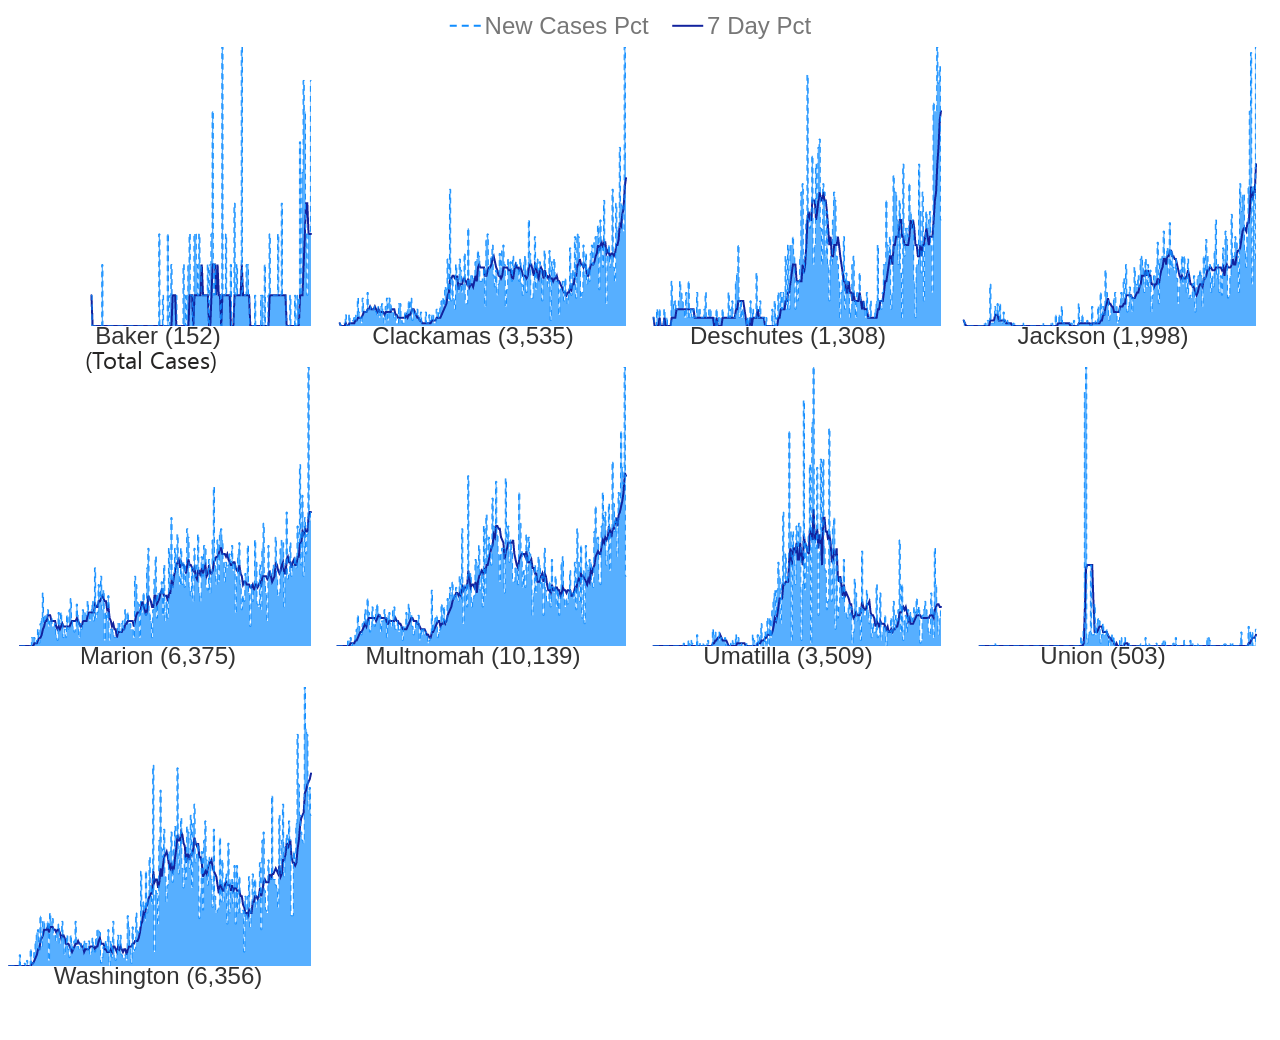 New Cases Pct 7 Day Pct
Baker (152) Clackamas (3,535) Deschutes (1,308) Jackson (1,998)
(Total Cases)
Marion (6,375) Multnomah (10,139) Umatilla (3,509) Union (503)
Washington (6,356)